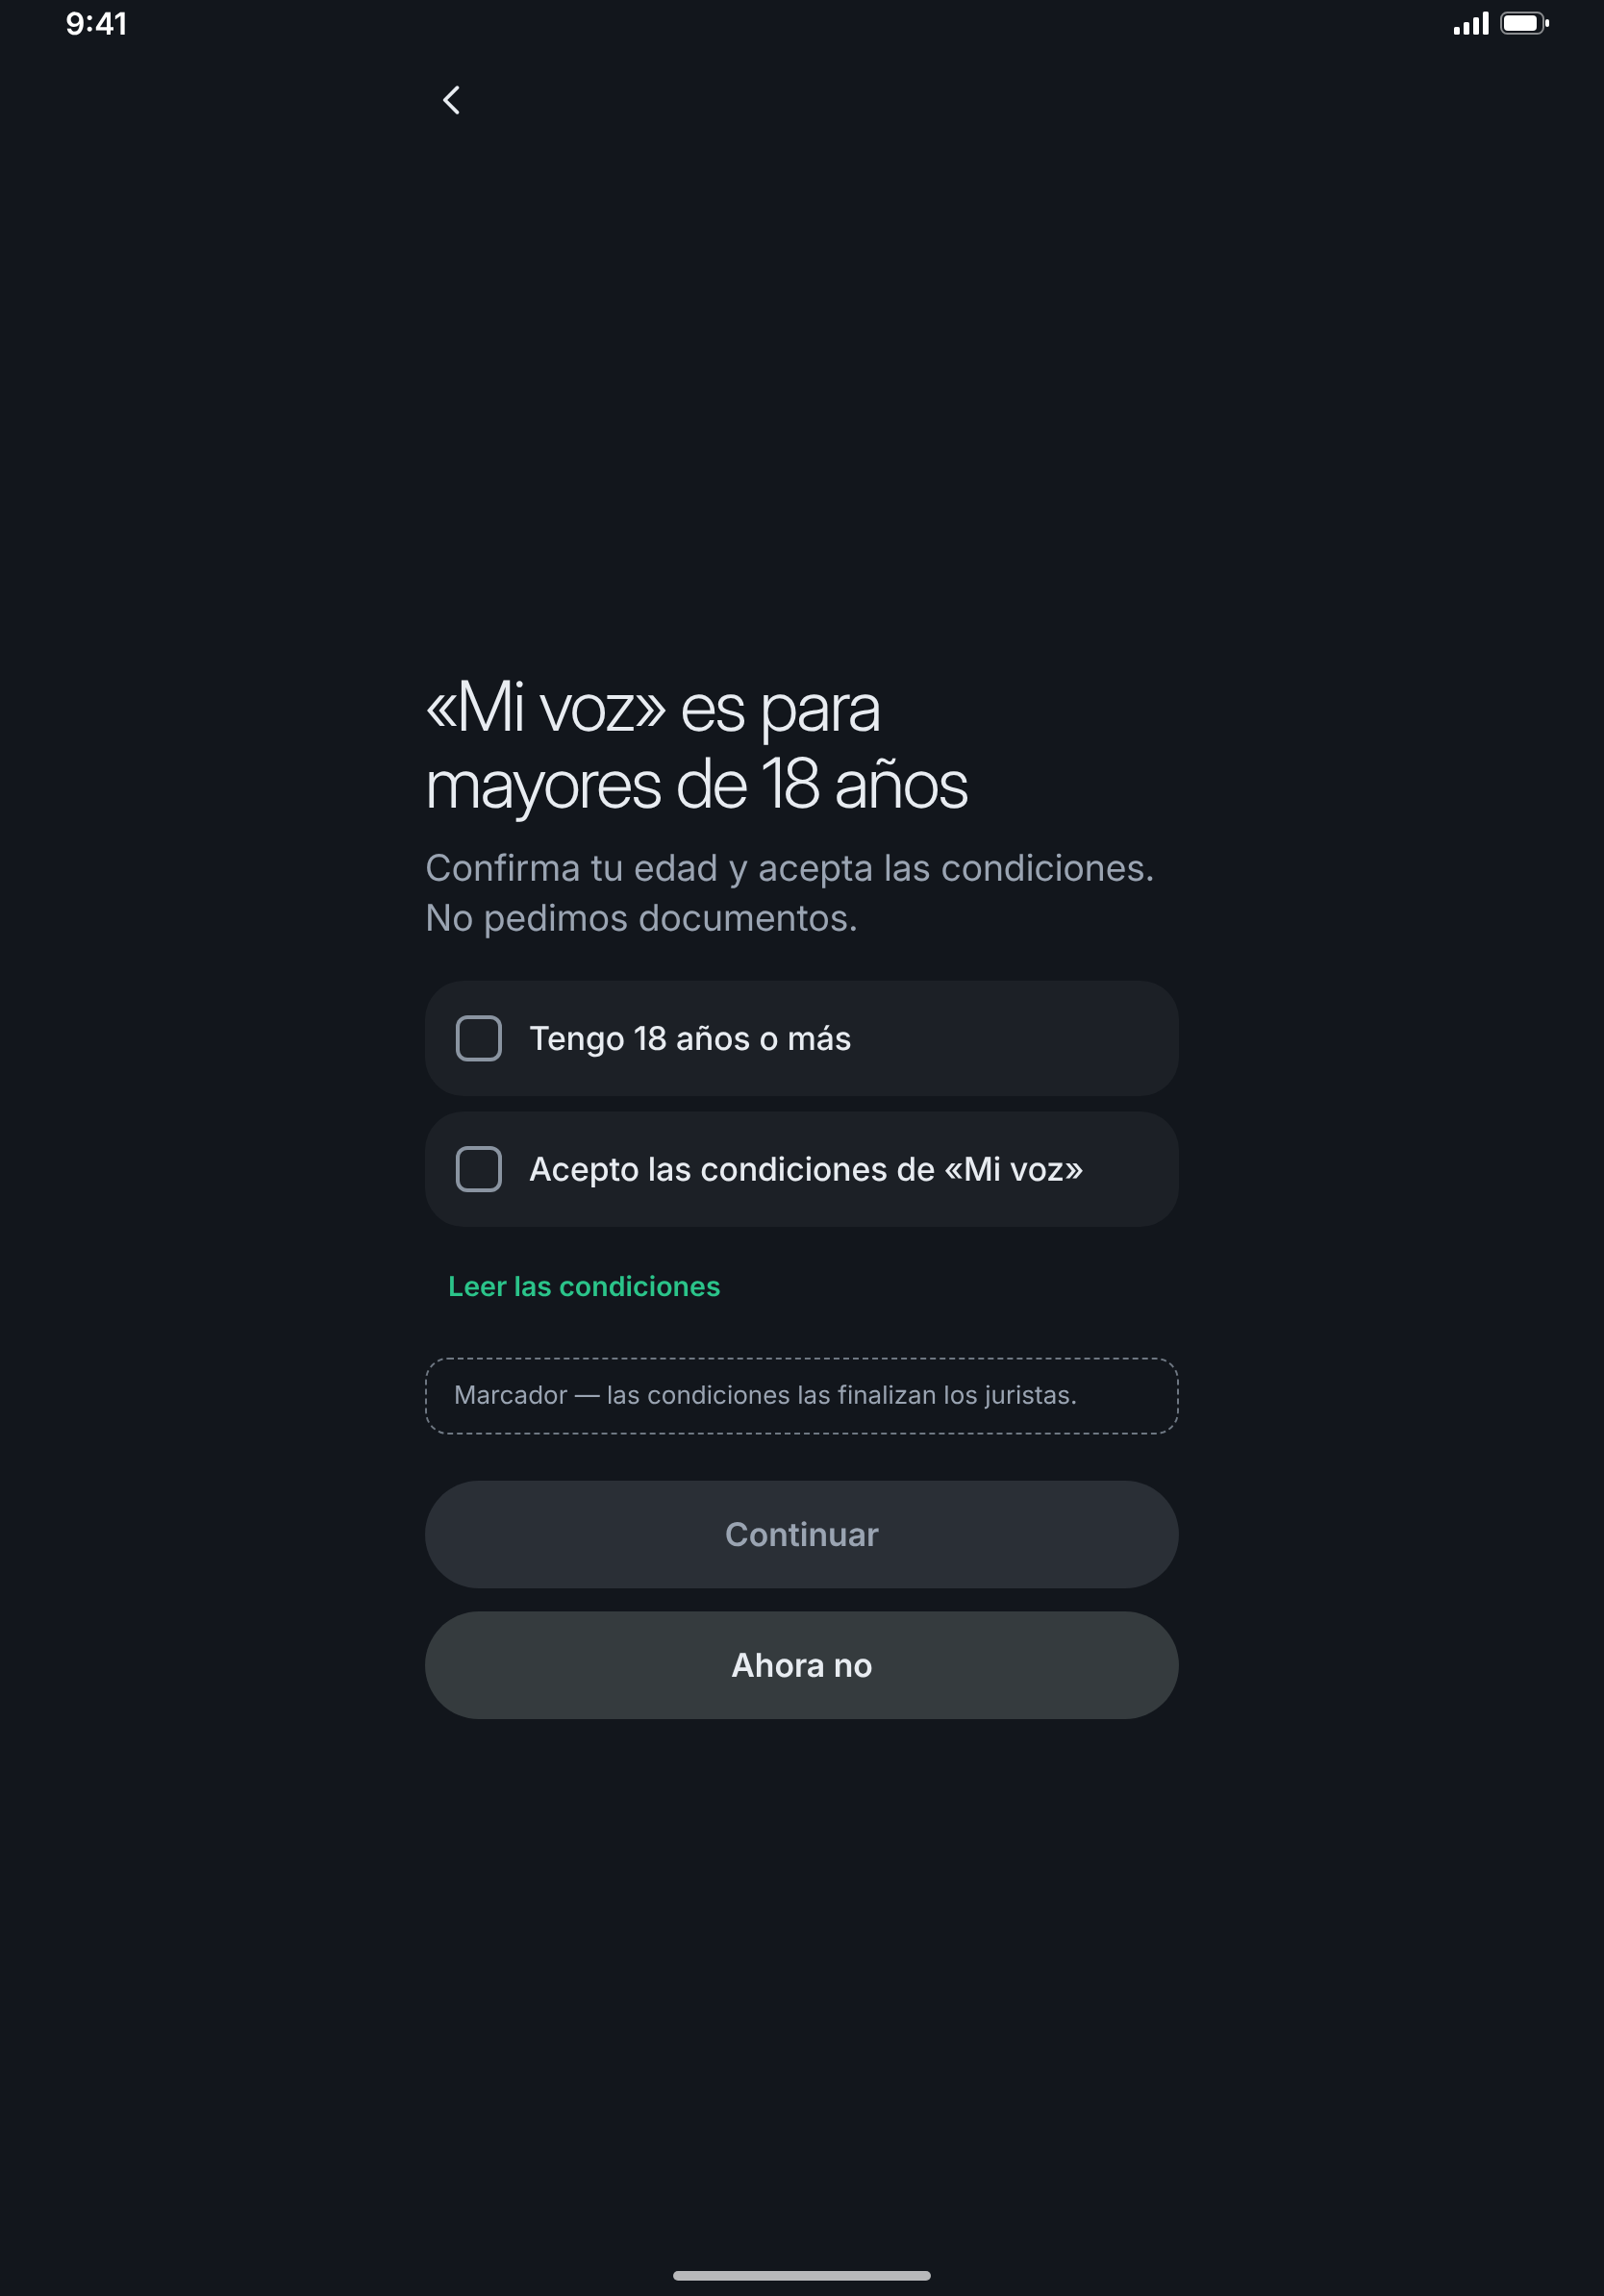 9:41
«Mi voz» es para
mayores de 18 años
Confirma tu edad y acepta las condiciones.
No pedimos documentos.
Tengo 18 años o más
Acepto las condiciones de «Mi voz»
Leer las condiciones
Marcador — las condiciones las finalizan los juristas.
Continuar
Ahora no